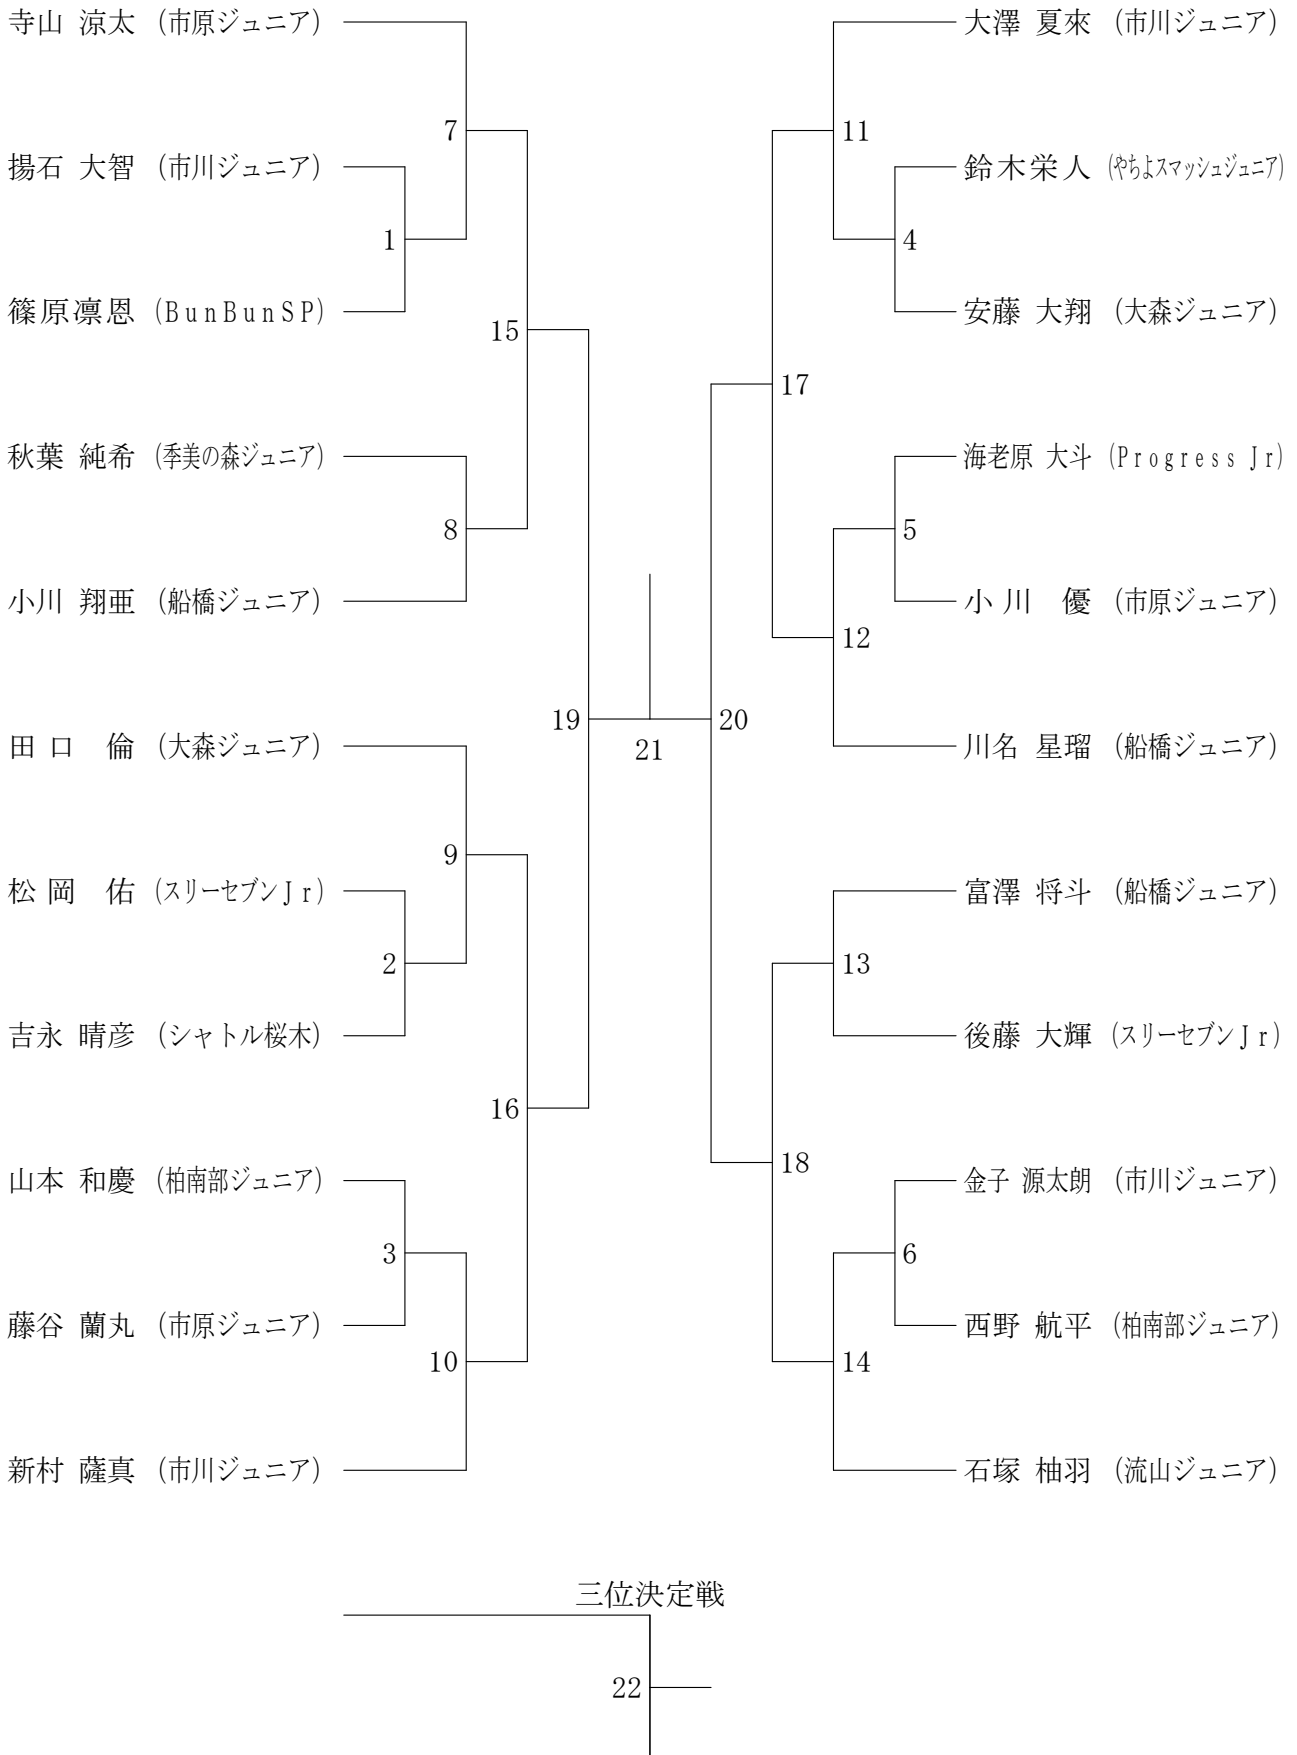 寺山 涼太 (市原ジュニア)
揚石 大智 (市川ジュニア)
篠原凛恩 (BunBunSP)
秋葉 純希 (季美の森ジュニア)
小川 翔亜 (船橋ジュニア)
田口 倫 (大森ジュニア)
松岡 佑 (スリーセブンJr)
吉永 晴彦 (シャトル桜木)
山本 和慶 (柏南部ジュニア)
藤谷 蘭丸 (市原ジュニア)
新村 薩真 (市川ジュニア)
1
2
3
7
8
9
10
15
16
19
21
20
17
18
11
12
13
14
4
5
6
大澤 夏來 (市川ジュニア)
鈴木栄人 (やちよスマッシュジュニア)
安藤 大翔 (大森ジュニア)
海老原 大斗 (Progress Jr)
小川 優 (市原ジュニア)
川名 星瑠 (船橋ジュニア)
富澤 将斗 (船橋ジュニア)
後藤 大輝 (スリーセブンJr)
金子 源太朗 (市川ジュニア)
西野 航平 (柏南部ジュニア)
石塚 柚羽 (流山ジュニア)
三位決定戦
22